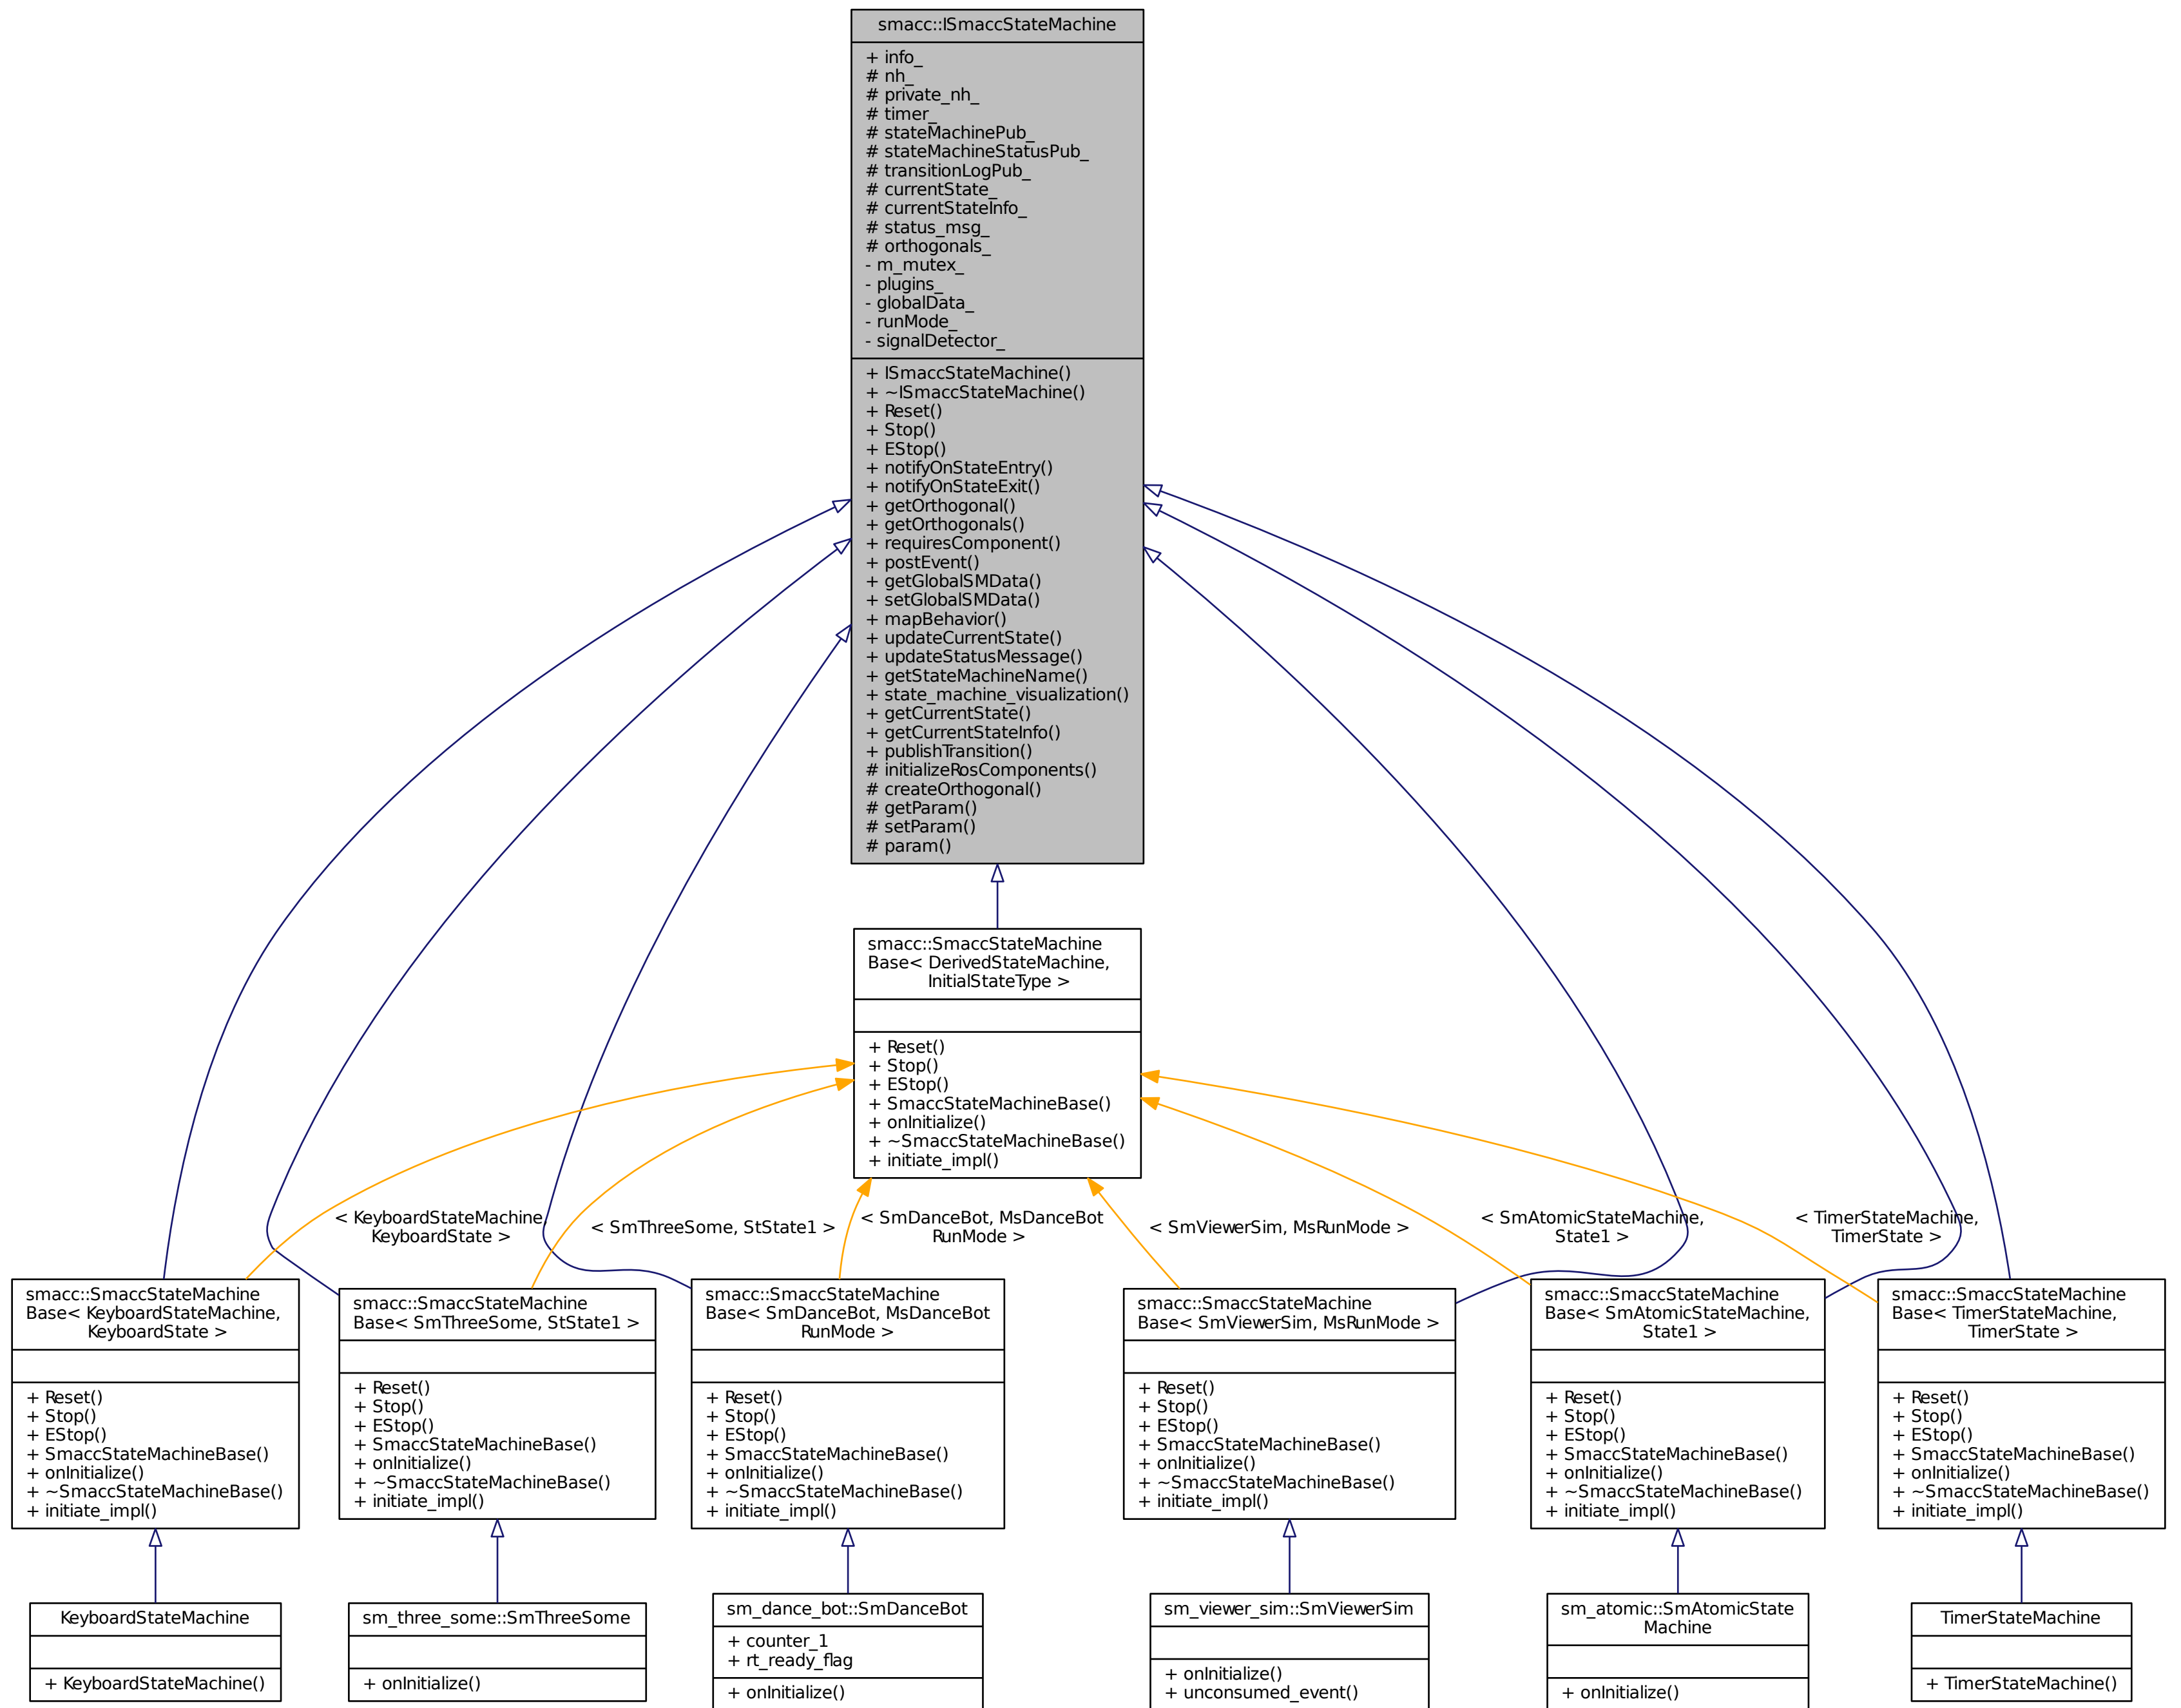 smacc::ISmaccStateMachine
+ info_
# nh_
# private_nh_
# timer_
# stateMachinePub_
# stateMachineStatusPub_
# transitionLogPub_
# currentState_
# currentStateInfo_
# status_msg_
# orthogonals_
- m_mutex_
- plugins_
- globalData_
- runMode_
- signalDetector_
+ ISmaccStateMachine()
+ ~ISmaccStateMachine()
+ Reset()
+ Stop()
+ EStop()
+ notifyOnStateEntry()
+ notifyOnStateExit()
+ getOrthogonal()
+ getOrthogonals()
+ requiresComponent()
+ postEvent()
+ getGlobalSMData()
+ setGlobalSMData()
+ mapBehavior()
+ updateCurrentState()
+ updateStatusMessage()
+ getStateMachineName()
+ state_machine_visualization()
+ getCurrentState()
+ getCurrentStateInfo()
+ publishTransition()
# initializeRosComponents()
# createOrthogonal()
# getParam()
# setParam()
# param()
smacc::SmaccStateMachine
Base< DerivedStateMachine,
InitialStateType >
+ Reset()
+ Stop()
+ EStop()
+ SmaccStateMachineBase()
+ onInitialize()
+ ~SmaccStateMachineBase()
+ initiate_impl()
< KeyboardStateMachine,
KeyboardState >
< SmThreeSome, StState1 >
< SmDanceBot, MsDanceBot
RunMode >
< SmViewerSim, MsRunMode >
< SmAtomicStateMachine,
State1 >
< TimerStateMachine,
TimerState >
smacc::SmaccStateMachine
Base< KeyboardStateMachine,
KeyboardState >
+ Reset()
+ Stop()
+ EStop()
+ SmaccStateMachineBase()
+ onInitialize()
+ ~SmaccStateMachineBase()
+ initiate_impl()
smacc::SmaccStateMachine
Base< SmThreeSome, StState1 >
+ Reset()
+ Stop()
+ EStop()
+ SmaccStateMachineBase()
+ onInitialize()
+ ~SmaccStateMachineBase()
+ initiate_impl()
smacc::SmaccStateMachine
Base< SmDanceBot, MsDanceBot
RunMode >
+ Reset()
+ Stop()
+ EStop()
+ SmaccStateMachineBase()
+ onInitialize()
+ ~SmaccStateMachineBase()
+ initiate_impl()
smacc::SmaccStateMachine
Base< SmViewerSim, MsRunMode >
+ Reset()
+ Stop()
+ EStop()
+ SmaccStateMachineBase()
+ onInitialize()
+ ~SmaccStateMachineBase()
+ initiate_impl()
smacc::SmaccStateMachine
Base< SmAtomicStateMachine,
State1 >
+ Reset()
+ Stop()
+ EStop()
+ SmaccStateMachineBase()
+ onInitialize()
+ ~SmaccStateMachineBase()
+ initiate_impl()
smacc::SmaccStateMachine
Base< TimerStateMachine,
TimerState >
+ Reset()
+ Stop()
+ EStop()
+ SmaccStateMachineBase()
+ onInitialize()
+ ~SmaccStateMachineBase()
+ initiate_impl()
KeyboardStateMachine
+ KeyboardStateMachine()
sm_three_some::SmThreeSome
+ onInitialize()
sm_dance_bot::SmDanceBot
+ counter_1
+ rt_ready_flag
+ onInitialize()
sm_viewer_sim::SmViewerSim
+ onInitialize()
+ unconsumed_event()
sm_atomic::SmAtomicState
Machine
+ onInitialize()
TimerStateMachine
+ TimerStateMachine()